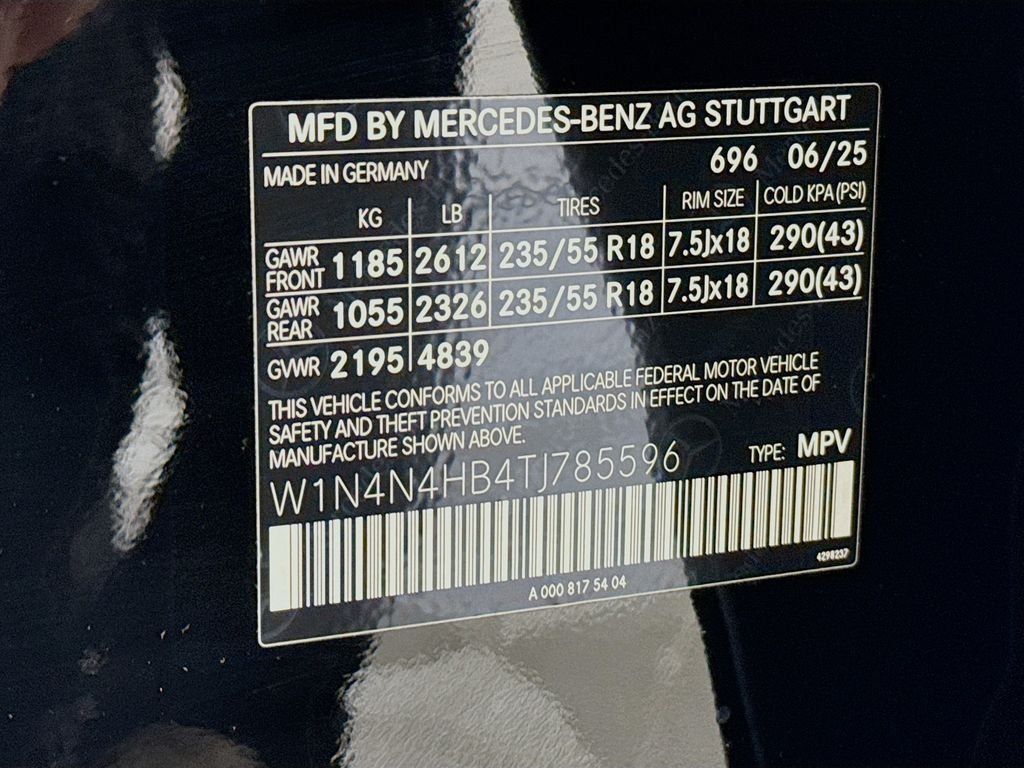 MFD BY MERCEDES-BENZ AG STUTTGART
MADE IN GERMANY 696 06/25
KG LB TIRES RIM SIZE COLD KPA (PSI)
GAWR FRONT 1185 2612 235/55 R18 7.5Jx18 290(43)
GAWR REAR 1055 2326 235/55 R18 7.5Jx18 290(43)
GVWR 2195 4839
THIS VEHICLE CONFORMS TO ALL APPLICABLE FEDERAL MOTOR VEHICLE
SAFETY AND THEFT PREVENTION STANDARDS IN EFFECT ON THE DATE OF
MANUFACTURE SHOWN ABOVE.
W1N4N4HB4TJ785596 TYPE: MPV
A 000 817 54 04 4298237